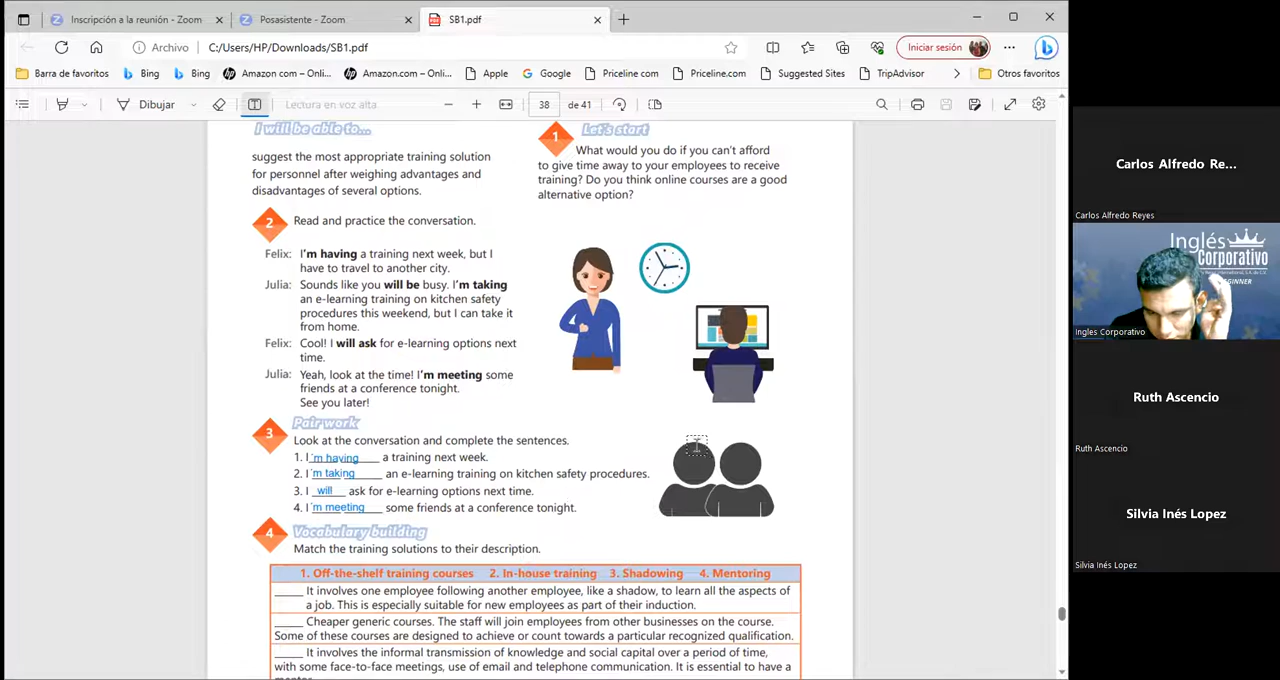 Inscripción a la reunión - Zoom
Posasistente - Zoom
SB1.pdf
Archivo
C:/Users/HP/Downloads/SB1.pdf
Iniciar sesión
Barra de favoritos
Bing
Bing
Amazon com – Onli...
Amazon.com – Onli...
Apple
Google
Priceline com
Priceline.com
Suggested Sites
TripAdvisor
Otros favoritos
Dibujar
Lectura en voz alta
38
de 41
I will be able to...
suggest the most appropriate training solution
for personnel after weighing advantages and
disadvantages of several options.
1
Let's start
What would you do if you can't afford
to give time away to your employees to receive
training? Do you think online courses are a good
alternative option?
2
Read and practice the conversation.
Felix: I'm having a training next week, but I
have to travel to another city.
Julia: Sounds like you will be busy. I'm taking
an e-learning training on kitchen safety
procedures this weekend, but I can take it
from home.
Felix: Cool! I will ask for e-learning options next
time.
Julia: Yeah, look at the time! I'm meeting some
friends at a conference tonight.
See you later!
3
Pair work
Look at the conversation and complete the sentences.
1. I 'm having a training next week.
2. I 'm taking an e-learning training on kitchen safety procedures.
3. I will ask for e-learning options next time.
4. I 'm meeting some friends at a conference tonight.
4
Vocabulary building
Match the training solutions to their description.
1. Off-the-shelf training courses 2. In-house training 3. Shadowing 4. Mentoring
_____ It involves one employee following another employee, like a shadow, to learn all the aspects of
a job. This is especially suitable for new employees as part of their induction.
_____ Cheaper generic courses. The staff will join employees from other businesses on the course.
Some of these courses are designed to achieve or count towards a particular recognized qualification.
_____ It involves the informal transmission of knowledge and social capital over a period of time,
with some face-to-face meetings, use of email and telephone communication. It is essential to have a
Carlos Alfredo Re...
Carlos Alfredo Reyes
Inglés
Corporativo
Ingles Corporativo
Ruth Ascencio
Ruth Ascencio
Silvia Inés Lopez
Silvia Inés Lopez